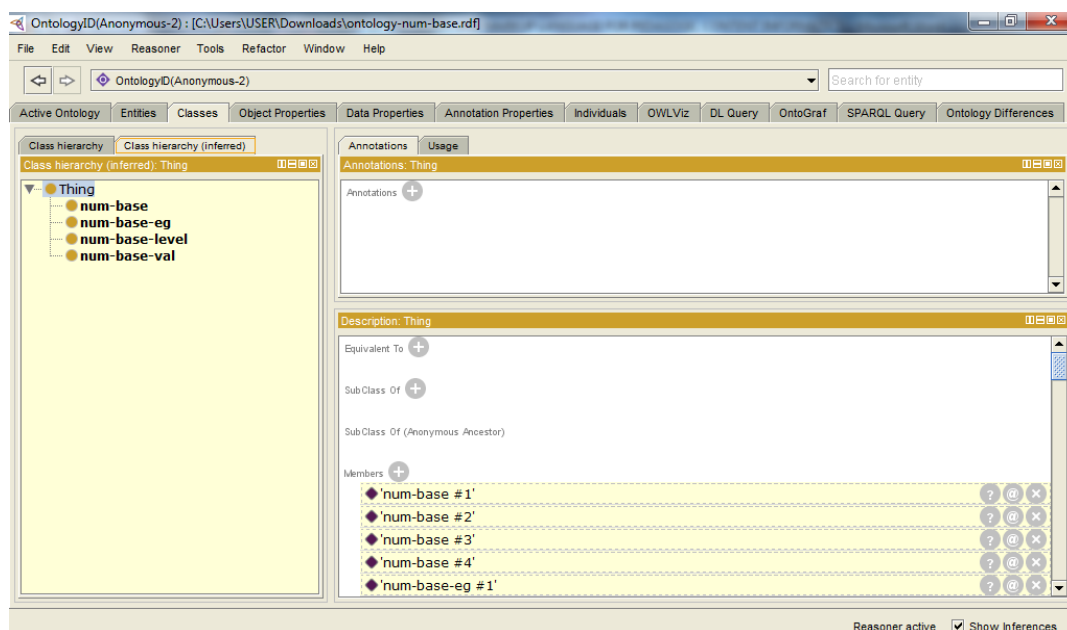 OntologyID(Anonymous-2) : [C:\Users\USER\Downloads\ontology-num-base.rdf]
File Edit View Reasoner Tools Refactor Window Help
OntologyID(Anonymous-2)
Search for entity
Active Ontology Entities Classes Object Properties Data Properties Annotation Properties Individuals OWLViz DL Query OntoGraf SPARQL Query Ontology Differences
Class hierarchy Class hierarchy (inferred)
Class hierarchy (inferred): Thing
Thing
num-base
num-base-eg
num-base-level
num-base-val
Annotations Usage
Annotations: Thing
Annotations
Description: Thing
Equivalent To
SubClass Of
SubClass Of (Anonymous Ancestor)
Members
'num-base #1'
'num-base #2'
'num-base #3'
'num-base #4'
'num-base-eg #1'
Reasoner active Show Inferences